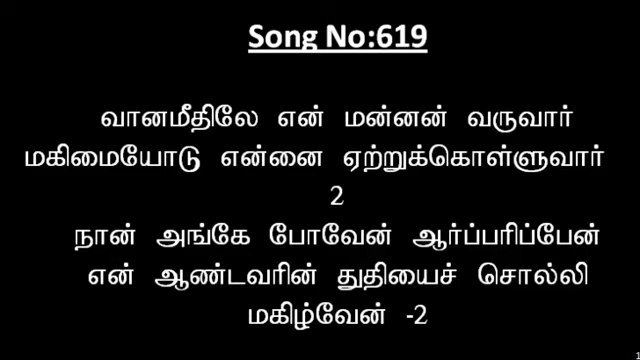 Song No:619
வானமீதிலே என் மன்னன் வருவார்
மகிமையோடு என்னை ஏற்றுக்கொள்ளுவார்
2
நான் அங்கே போவேன் ஆர்ப்பரிப்பேன்
என் ஆண்டவரின் துதியைச் சொல்லி
மகிழ்வேன் -2
1